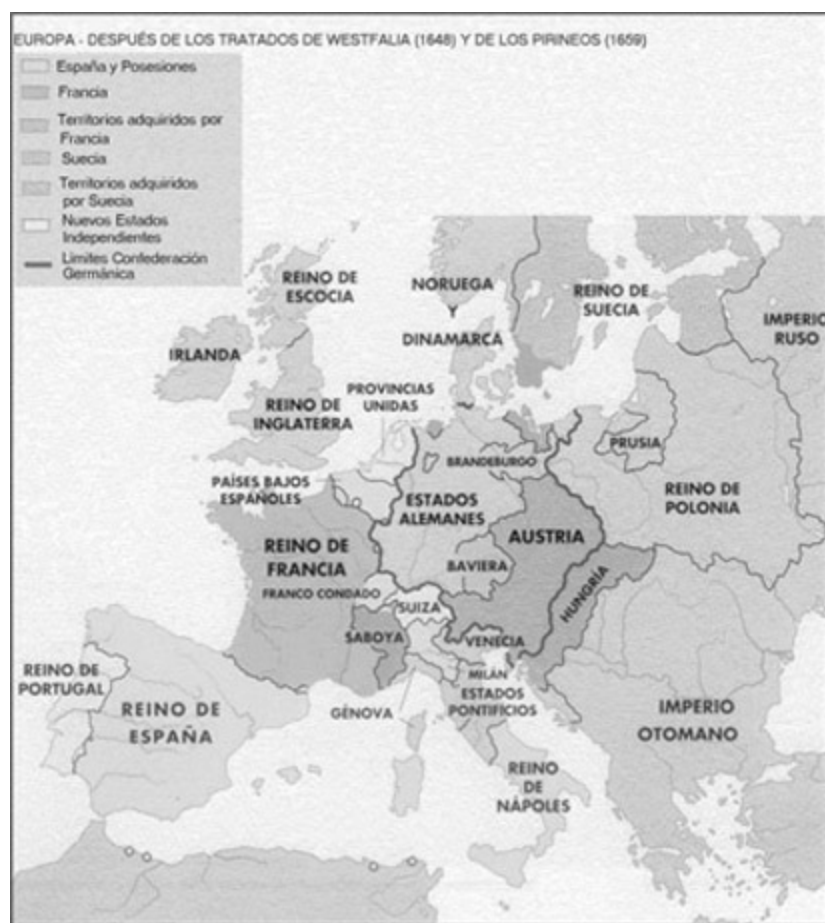 EUROPA - DESPUÉS DE LOS TRATADOS DE WESTFALIA (1648) Y DE LOS PIRINEOS (1659)
España y Posesiones
Francia
Territorios adquiridos por
Francia
Suecia
Territorios adquiridos
por Suecia
Nuevos Estados
Independientes
Limites Confederación
Germánica
REINO DE
ESCOCIA
NORUEGA
Y
DINAMARCA
REINO DE
SUECIA
IMPERIO
RUSO
IRLANDA
PROVINCIAS
UNIDAS
REINO DE
INGLATERRA
PRUSIA
BRANDEBURGO
PAÍSES BAJOS
ESPAÑOLES
ESTADOS
ALEMANES
REINO DE
POLONIA
AUSTRIA
REINO DE
FRANCIA
BAVIERA
HUNGRÍA
FRANCO CONDADO
SUIZA
SABOYA
VENECIA
REINO DE
PORTUGAL
MILÁN
ESTADOS
PONTIFICIOS
GÉNOVA
REINO DE
ESPAÑA
IMPERIO
OTOMANO
REINO
DE
NÁPOLES